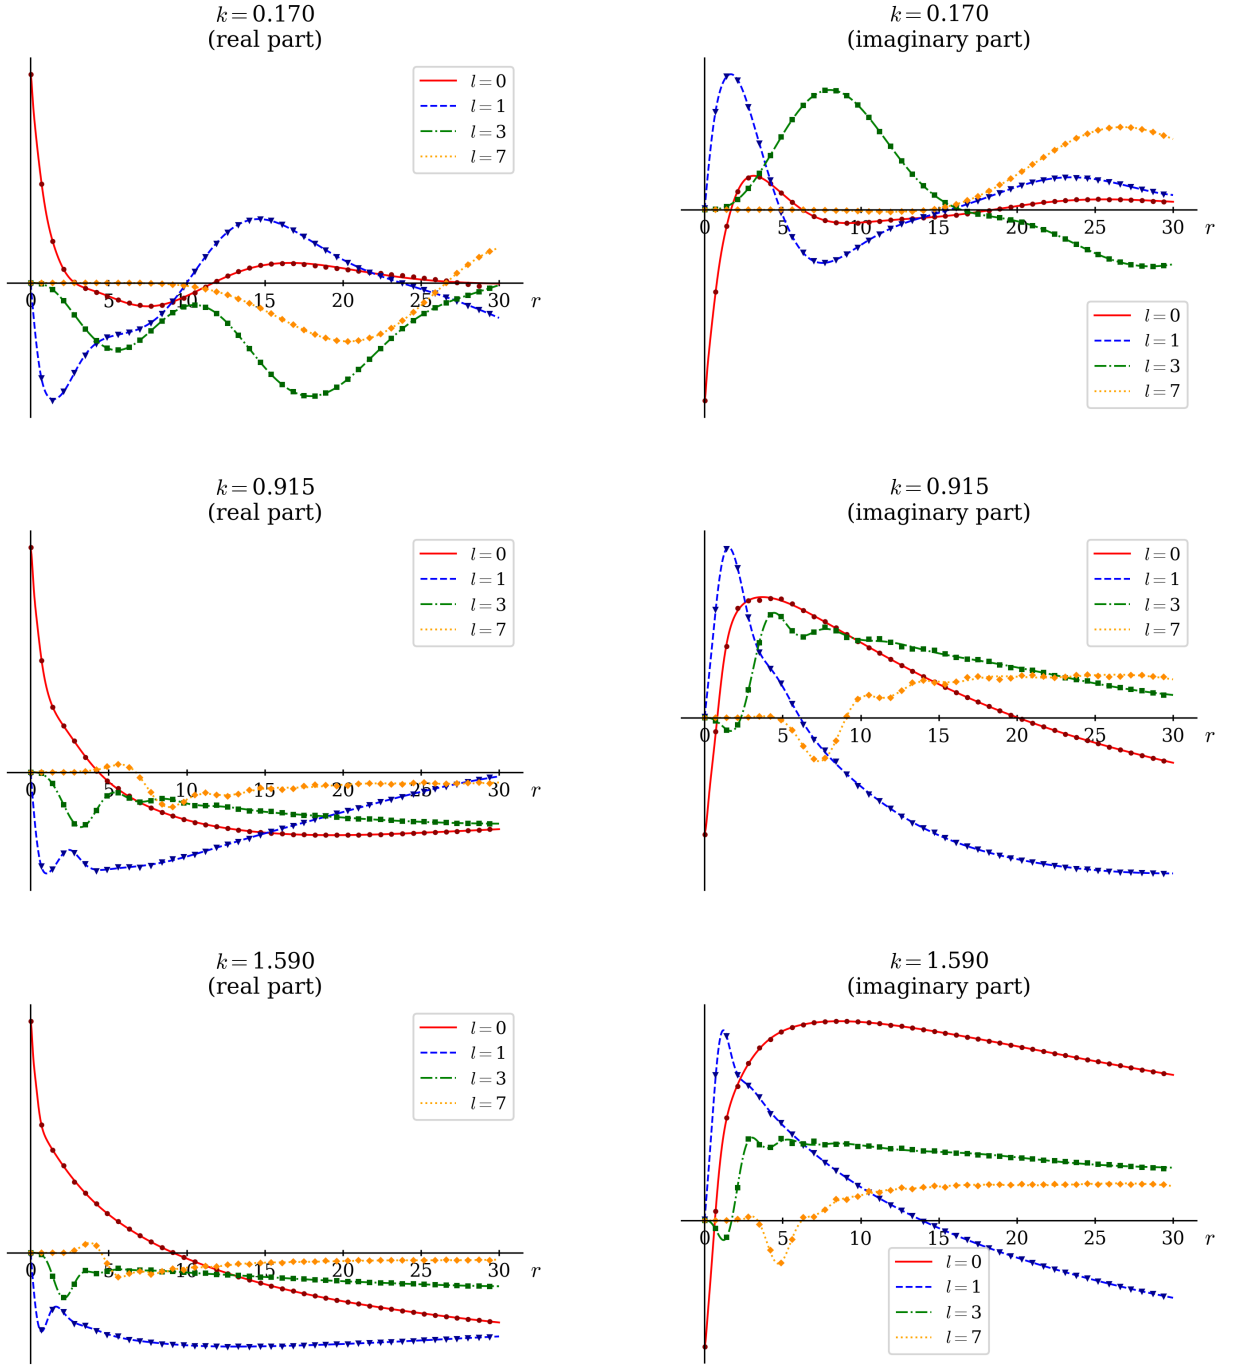 k = 0.170
(real part)
l = 0
l = 1
l = 3
l = 7
0 5 10 15 20 25 30 r
k = 0.170
(imaginary part)
0 5 10 15 20 25 30 r
l = 0
l = 1
l = 3
l = 7
k = 0.915
(real part)
l = 0
l = 1
l = 3
l = 7
0 5 10 15 20 25 30 r
k = 0.915
(imaginary part)
l = 0
l = 1
l = 3
l = 7
0 5 10 15 20 25 30 r
k = 1.590
(real part)
l = 0
l = 1
l = 3
l = 7
0 5 10 15 20 25 30 r
k = 1.590
(imaginary part)
0 5 10 15 20 25 30 r
l = 0
l = 1
l = 3
l = 7